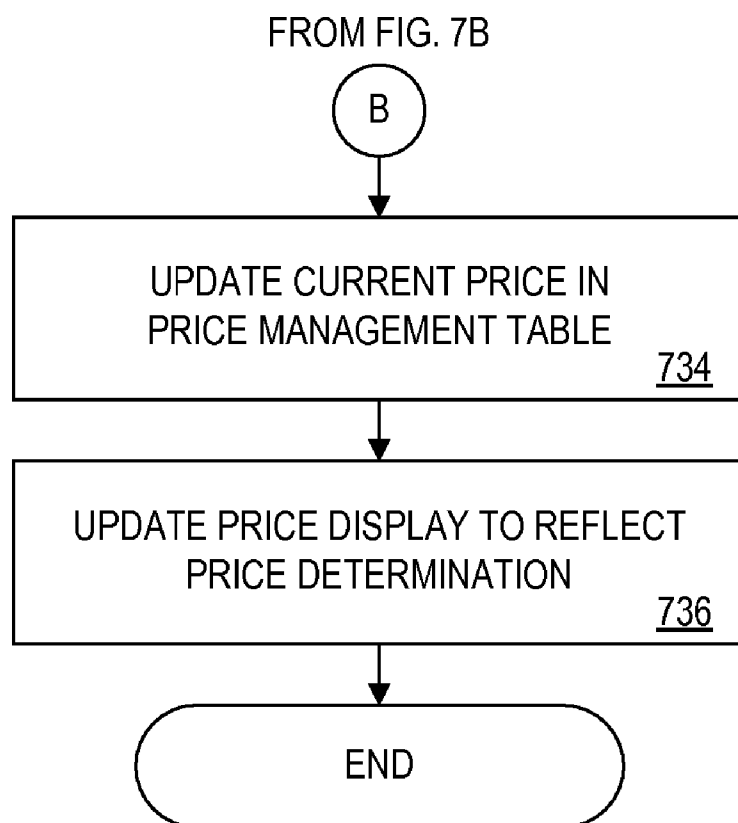 FROM FIG. 7B
B
UPDATE CURRENT PRICE IN
PRICE MANAGEMENT TABLE
734
UPDATE PRICE DISPLAY TO REFLECT
PRICE DETERMINATION
736
END